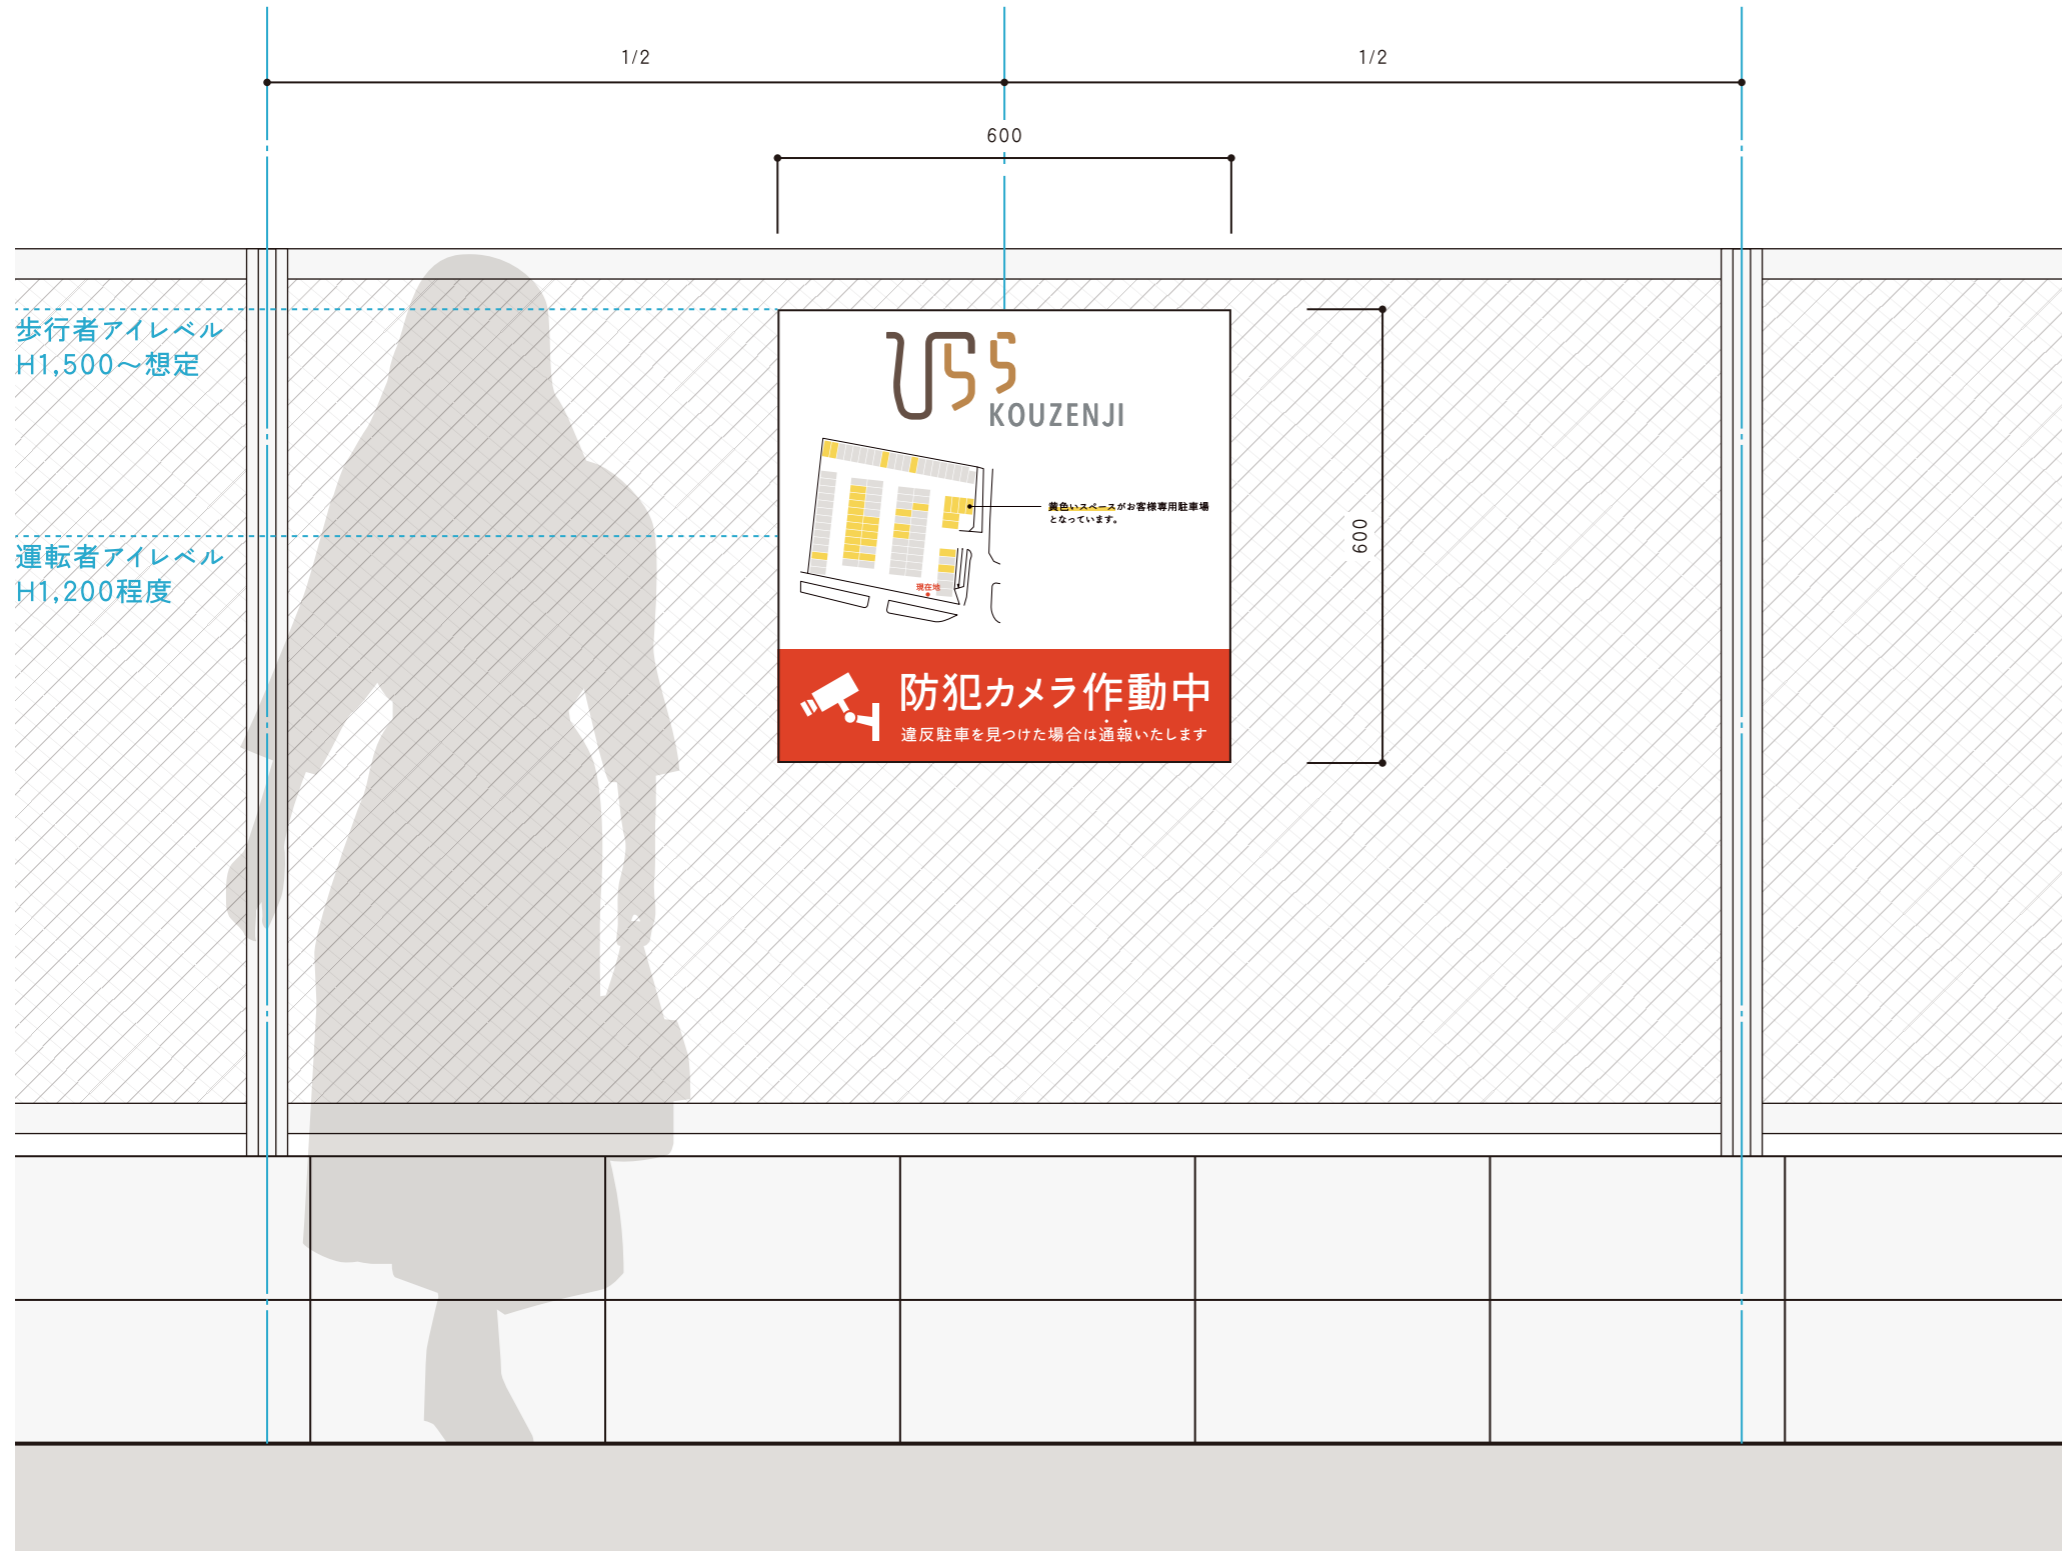 1/2
1/2
600
歩行者アイレベル
H1,500～想定
運転者アイレベル
H1,200程度
USS
KOUZENJI
黄色いスペースがお客様専用駐車場
となっています。
現在地
600
防犯カメラ作動中
違反駐車を見つけた場合は通報いたします